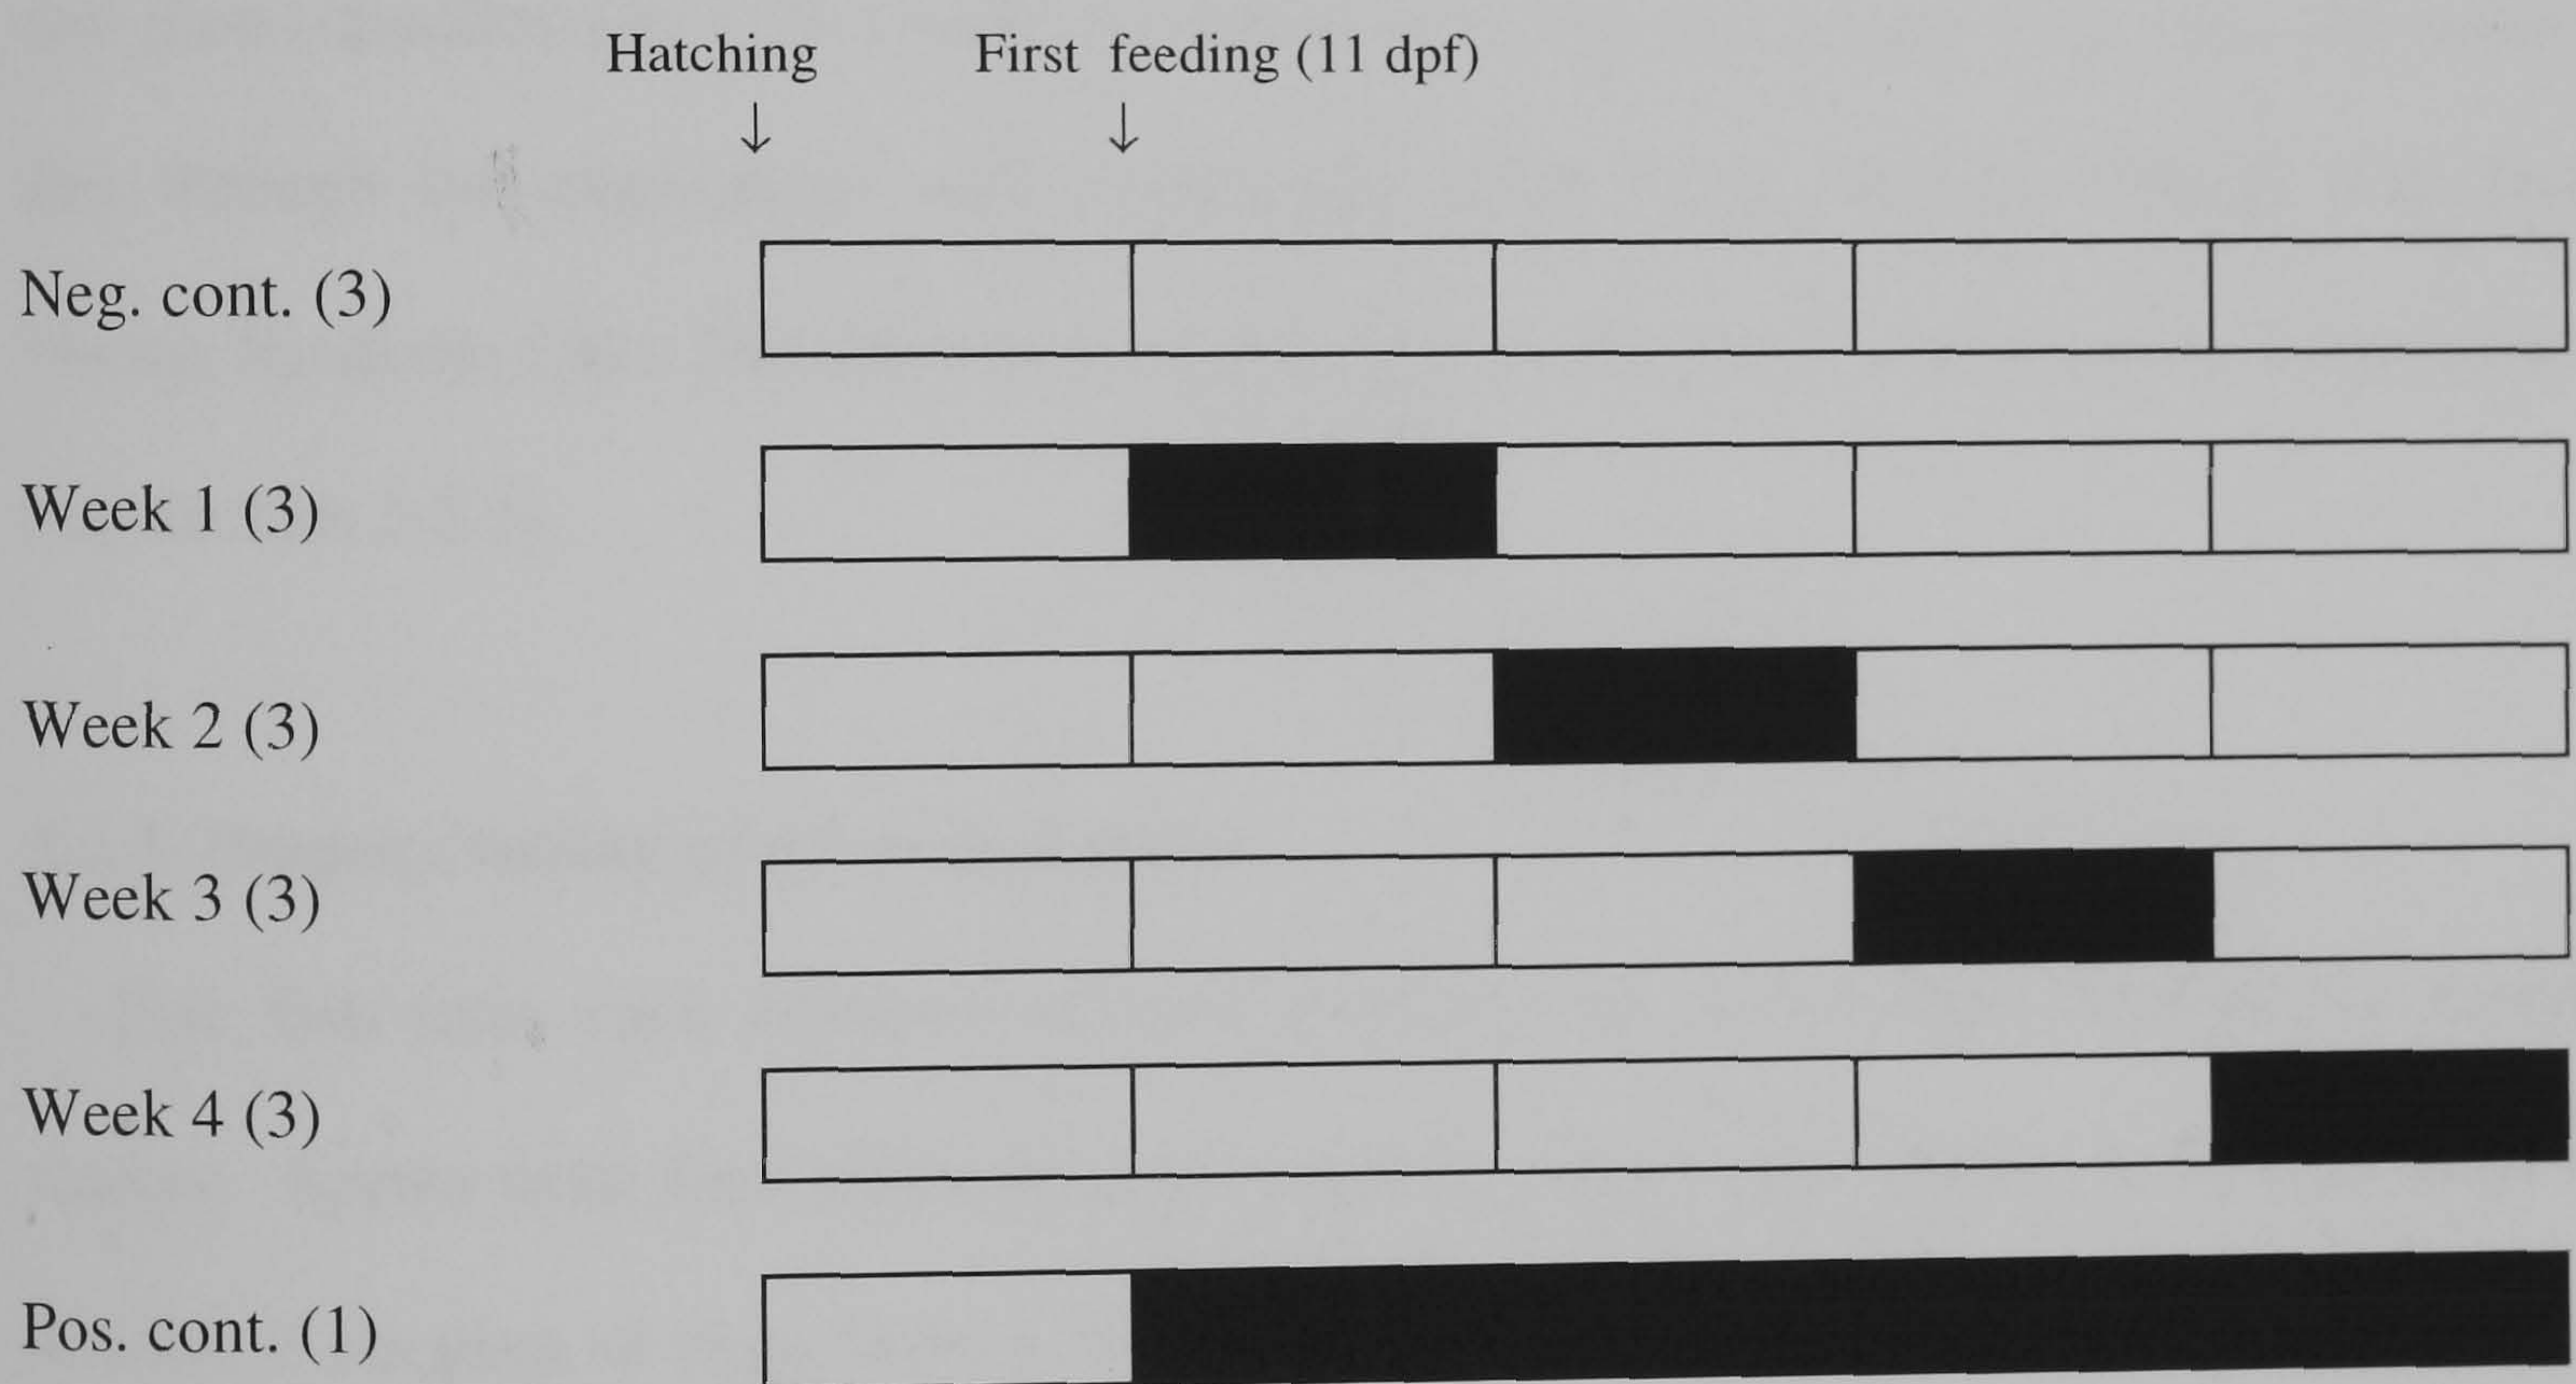 Hatching First feeding (11 dpf)
↓ ↓
Neg. cont. (3)
Week 1 (3)
Week 2 (3)
Week 3 (3)
Week 4 (3)
Pos. cont. (1)